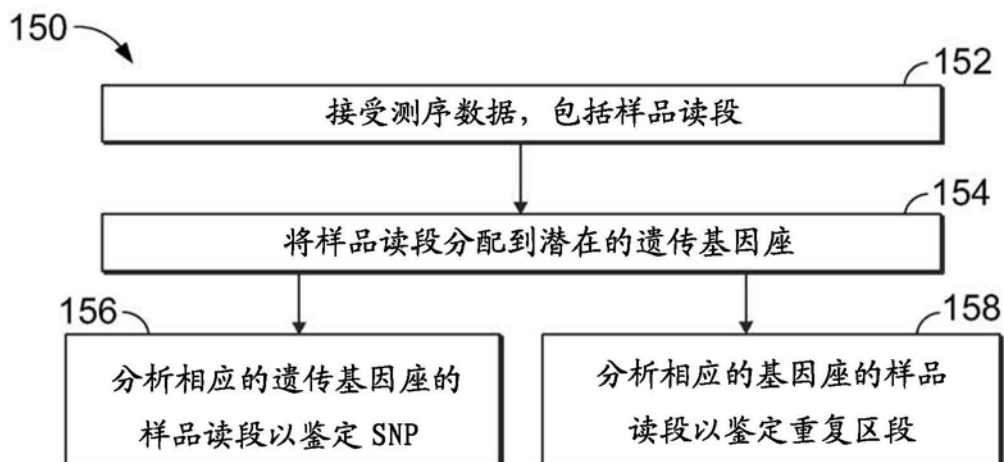 150
152
接受测序数据，包括样品读段
154
将样品读段分配到潜在的遗传基因座
156
分析相应的遗传基因座的
样品读段以鉴定 SNP
158
分析相应的基因座的样品
读段以鉴定重复区段